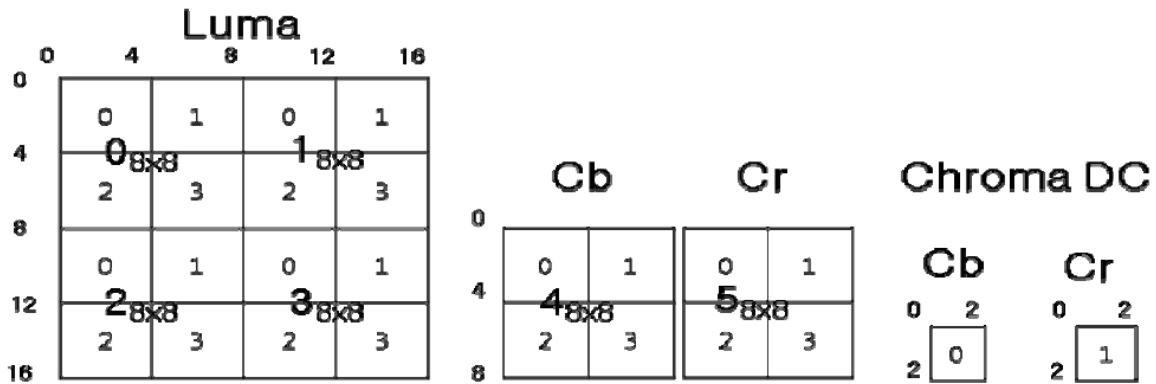 Luma
0 4 8 12 16
0
0 1 0 1
4
0 8x8 1 8x8
2 3 2 3
8
0 1 0 1
12
2 8x8 3 8x8
2 3 2 3
16
Cb Cr
0
0 1 0 1
4
4 8x8 5 8x8
2 3 2 3
8
Chroma DC
Cb Cr
0 2 0 2
0 1
2 2